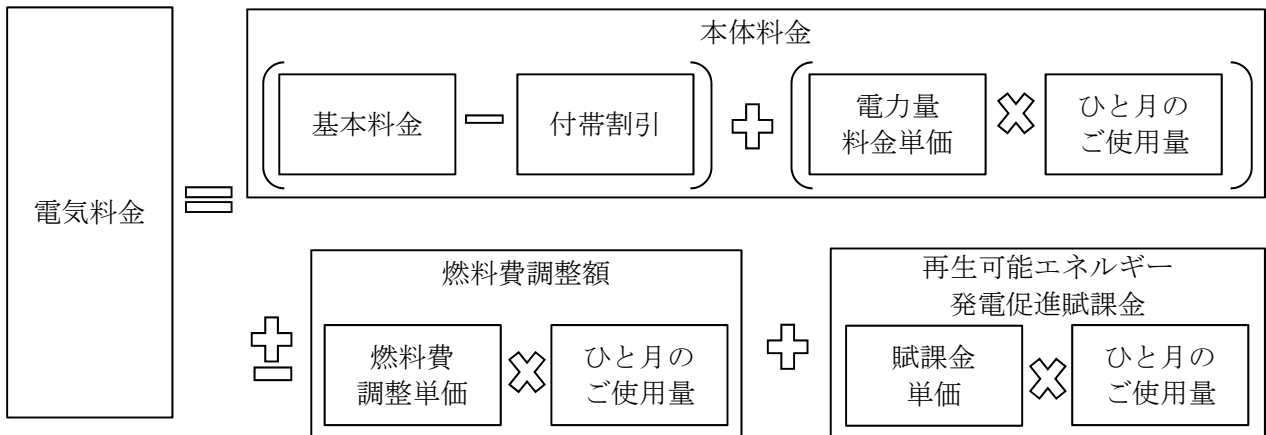 電気料金
本体料金
基本料金
付帯割引
電力量
料金単価
ひと月の
ご使用量
燃料費調整額
燃料費
調整単価
ひと月の
ご使用量
再生可能エネルギー
発電促進賦課金
賦課金
単価
ひと月の
ご使用量